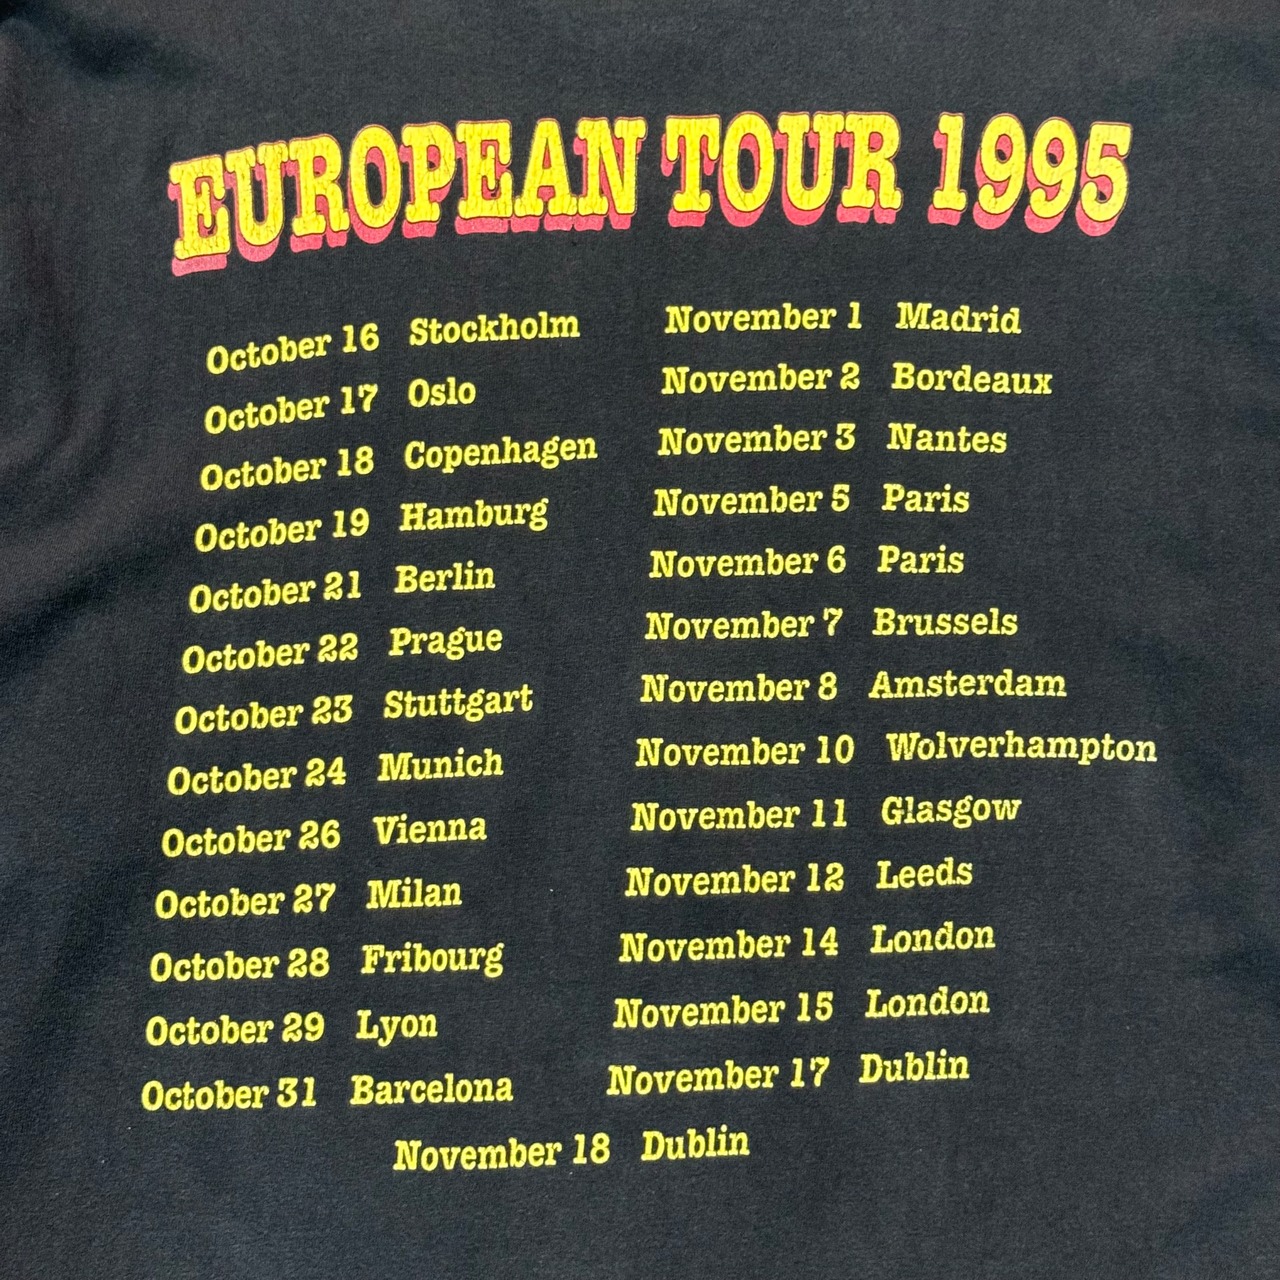 EUROPEAN TOUR 1995
October 16 Stockholm
October 17 Oslo
October 18 Copenhagen
October 19 Hamburg
October 21 Berlin
October 22 Prague
October 23 Stuttgart
October 24 Munich
October 26 Vienna
October 27 Milan
October 28 Fribourg
October 29 Lyon
October 31 Barcelona
November 1 Madrid
November 2 Bordeaux
November 3 Nantes
November 5 Paris
November 6 Paris
November 7 Brussels
November 8 Amsterdam
November 10 Wolverhampton
November 11 Glasgow
November 12 Leeds
November 14 London
November 15 London
November 17 Dublin
November 18 Dublin